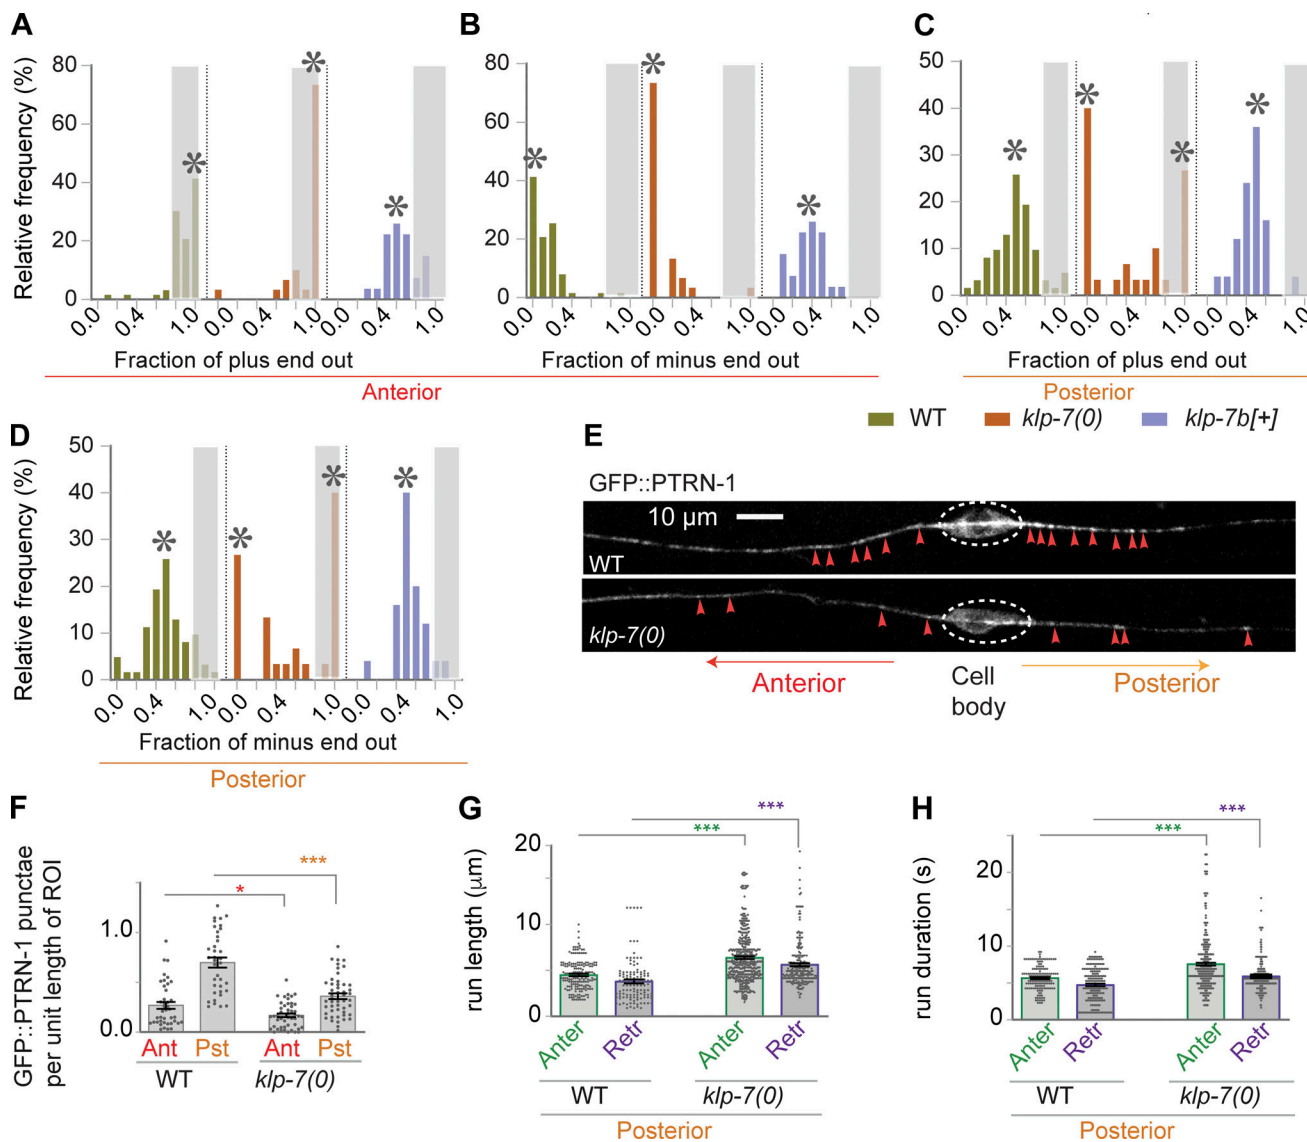 A
B
C
Relative frequency (%)
80
60
40
20
0
0.0 0.4 1.0 0.0 0.4 1.0 0.0 0.4 1.0
Fraction of plus end out
80
60
40
20
0
0.0 0.4 1.0 0.0 0.4 1.0 0.0 0.4 1.0
Fraction of minus end out
Anterior
50
40
30
20
10
0
0.0 0.4 1.0 0.0 0.4 1.0 0.0 0.4 1.0
Fraction of plus end out
Posterior
WT klp-7(0) klp-7b[+]
D
Relative frequency (%)
50
40
30
20
10
0
0.0 0.4 1.0 0.0 0.4 1.0 0.0 0.4 1.0
Fraction of minus end out
Posterior
E
GFP::PTRN-1
10 µm
WT
klp-7(0)
Anterior
Cell
body
Posterior
F
GFP::PTRN-1 punctae
per unit length of ROI
1.0
0.0
*
***
Ant Pst Ant Pst
WT klp-7(0)
G
run length (µm)
20
10
0
***
***
Anter Retr Anter Retr
WT klp-7(0)
Posterior
H
run duration (s)
20
10
0
***
***
Anter Retr Anter Retr
WT klp-7(0)
Posterior